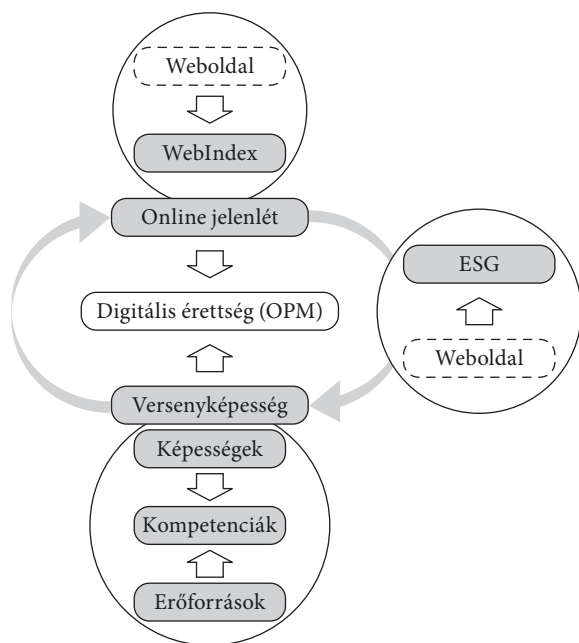 Weboldal
WebIndex
Online jelenlét
ESG
Digitális érettség (OPM)
Weboldal
Versenyképesség
Képességek
Kompetenciák
Erőforrások